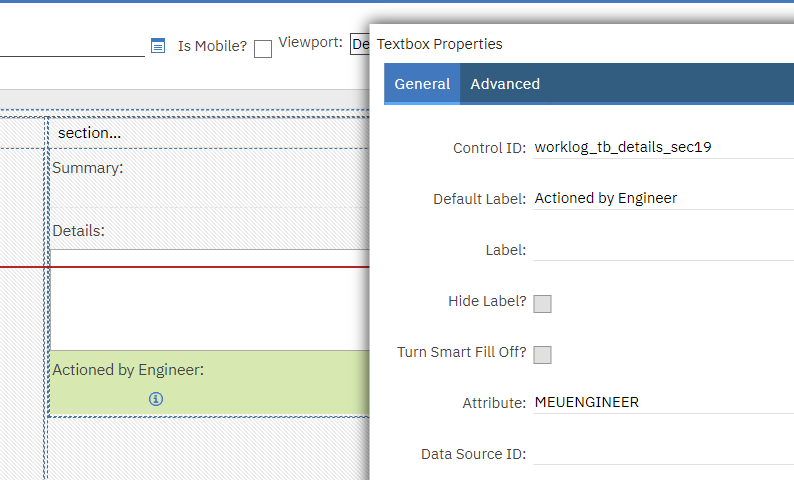 Is Mobile?
Viewport:
De
section...
Summary:
Details:
Actioned by Engineer:
Textbox Properties
General
Advanced
Control ID: worklog_tb_details_sec19
Default Label: Actioned by Engineer
Label:
Hide Label?
Turn Smart Fill Off?
Attribute: MEUENGINEER
Data Source ID: